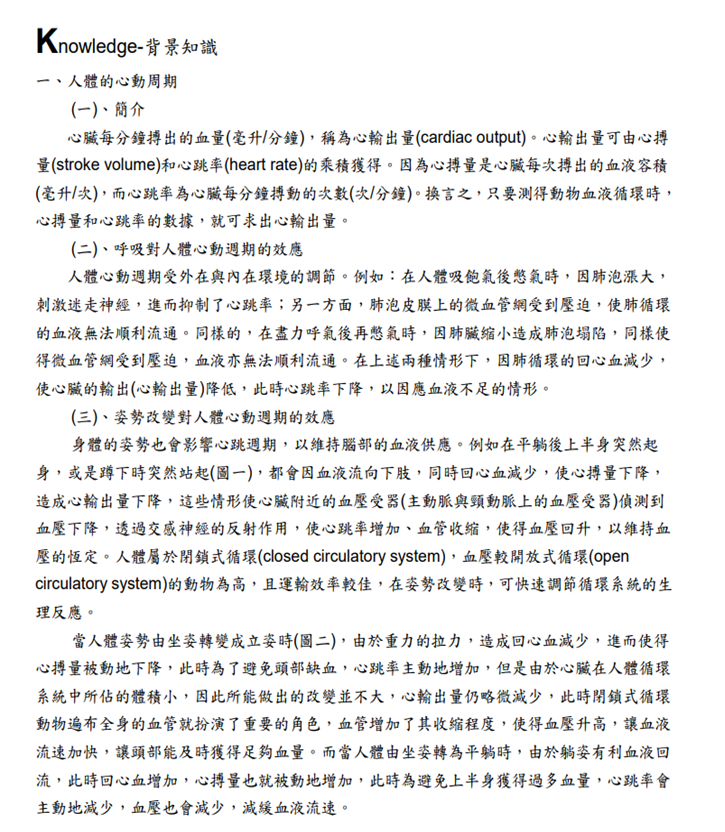 Knowledge-背景知識
一、人體的心動周期
(一)、簡介
心臟每分鐘搏出的血量(毫升/分鐘)，稱為心輸出量(cardiac output)。心輸出量可由心搏
量(stroke volume)和心跳率(heart rate)的乘積獲得。因為心搏量是心臟每次搏出的血液容積
(毫升/次)，而心跳率為心臟每分鐘搏動的次數(次/分鐘)。換言之，只要測得動物血液循環時，
心搏量和心跳率的數據，就可求出心輸出量。
(二)、呼吸對人體心動週期的效應
人體心動週期受外在與內在環境的調節。例如：在人體吸飽氣後憋氣時，因肺泡漲大，
刺激迷走神經，進而抑制了心跳率；另一方面，肺泡皮膜上的微血管網受到壓迫，使肺循環
的血液無法順利流通。同樣的，在盡力呼氣後再憋氣時，因肺臟縮小造成肺泡塌陷，同樣使
得微血管網受到壓迫，血液亦無法順利流通。在上述兩種情形下，因肺循環的回心血減少，
使心臟的輸出(心輸出量)降低，此時心跳率下降，以因應血液不足的情形。
(三)、姿勢改變對人體心動週期的效應
身體的姿勢也會影響心跳週期，以維持腦部的血液供應。例如在平躺後上半身突然起
身，或是蹲下時突然站起(圖一)，都會因血液流向下肢，同時回心血減少，使心搏量下降，
造成心輸出量下降，這些情形使心臟附近的血壓受器(主動脈與頸動脈上的血壓受器)偵測到
血壓下降，透過交感神經的反射作用，使心跳率增加、血管收縮，使得血壓回升，以維持血
壓的恆定。人體屬於閉鎖式循環(closed circulatory system)，血壓較開放式循環(open
circulatory system)的動物為高，且運輸效率較佳，在姿勢改變時，可快速調節循環系統的生
理反應。
當人體姿勢由坐姿轉變成立姿時(圖二)，由於重力的拉力，造成回心血減少，進而使得
心搏量被動地下降，此時為了避免頭部缺血，心跳率主動地增加，但是由於心臟在人體循環
系統中所佔的體積小，因此所能做出的改變並不大，心輸出量仍略微減少，此時閉鎖式循環
動物遍布全身的血管就扮演了重要的角色，血管增加了其收縮程度，使得血壓升高，讓血液
流速加快，讓頭部能及時獲得足夠血量。而當人體由坐姿轉為平躺時，由於躺姿有利血液回
流，此時回心血增加，心搏量也就被動地增加，此時為避免上半身獲得過多血量，心跳率會
主動地減少，血壓也會減少，減緩血液流速。